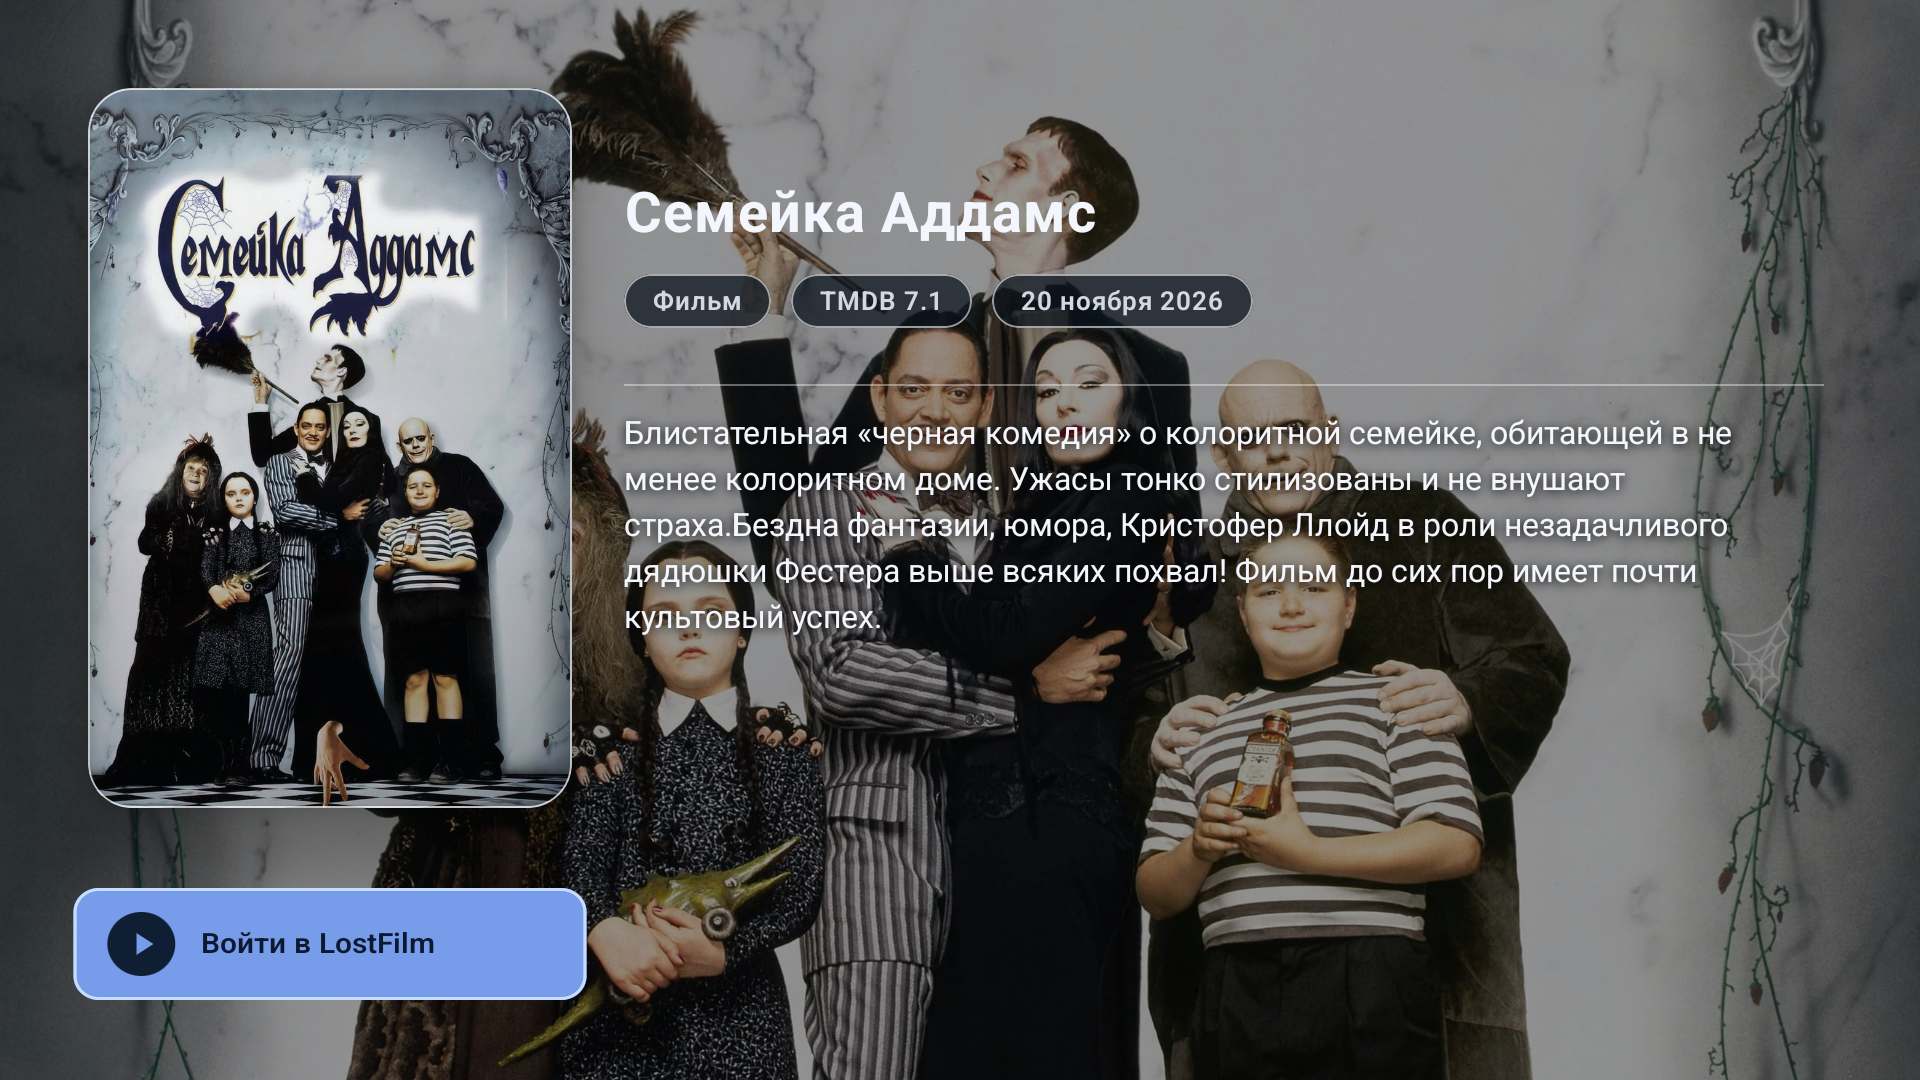 Семейка Аддамс
Семейка Аддамс
Фильм
TMDB 7.1
20 ноября 2026
Блистательная «черная комедия» о колоритной семейке, обитающей в не
менее колоритном доме. Ужасы тонко стилизованы и не внушают
страха.Бездна фантазии, юмора, Кристофер Ллойд в роли незадачливого
дядюшки Фестера выше всяких похвал! Фильм до сих пор имеет почти
культовый успех.
Войти в LostFilm